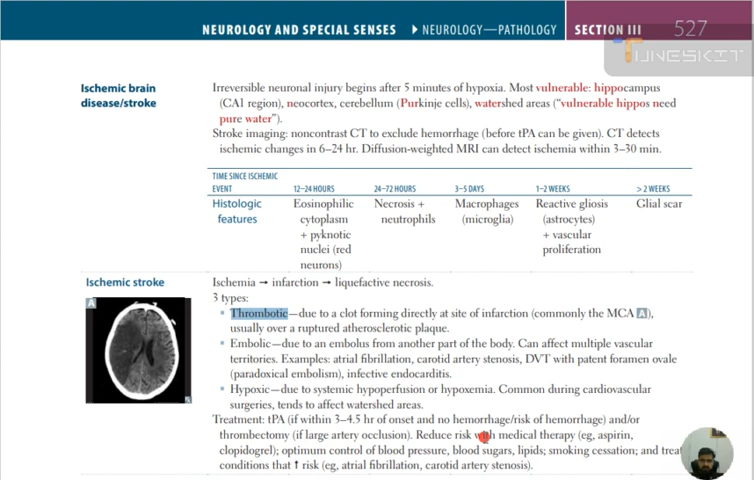 NEUROLOGY AND SPECIAL SENSES ▶ NEUROLOGY—PATHOLOGY SECTION III 527
TUNESKIT
Ischemic brain
disease/stroke
Irreversible neuronal injury begins after 5 minutes of hypoxia. Most vulnerable: hippocampus
(CA1 region), neocortex, cerebellum (Purkinje cells), watershed areas (“vulnerable hippos need
pure water”).
Stroke imaging: noncontrast CT to exclude hemorrhage (before tPA can be given). CT detects
ischemic changes in 6–24 hr. Diffusion-weighted MRI can detect ischemia within 3–30 min.
TIME SINCE ISCHEMIC
EVENT 12–24 HOURS 24–72 HOURS 3–5 DAYS 1–2 WEEKS > 2 WEEKS
Histologic Eosinophilic Necrosis + Macrophages Reactive gliosis Glial scar
features cytoplasm neutrophils (microglia) (astrocytes)
+ pyknotic + vascular
nuclei (red proliferation
neurons)
Ischemic stroke
A
Ischemia → infarction → liquefactive necrosis.
3 types:
▪ Thrombotic—due to a clot forming directly at site of infarction (commonly the MCA A),
usually over a ruptured atherosclerotic plaque.
▪ Embolic—due to an embolus from another part of the body. Can affect multiple vascular
territories. Examples: atrial fibrillation, carotid artery stenosis, DVT with patent foramen ovale
(paradoxical embolism), infective endocarditis.
▪ Hypoxic—due to systemic hypoperfusion or hypoxemia. Common during cardiovascular
surgeries, tends to affect watershed areas.
Treatment: tPA (if within 3–4.5 hr of onset and no hemorrhage/risk of hemorrhage) and/or
thrombectomy (if large artery occlusion). Reduce risk with medical therapy (eg, aspirin,
clopidogrel); optimum control of blood pressure, blood sugars, lipids; smoking cessation; and treat
conditions that ↑ risk (eg, atrial fibrillation, carotid artery stenosis).